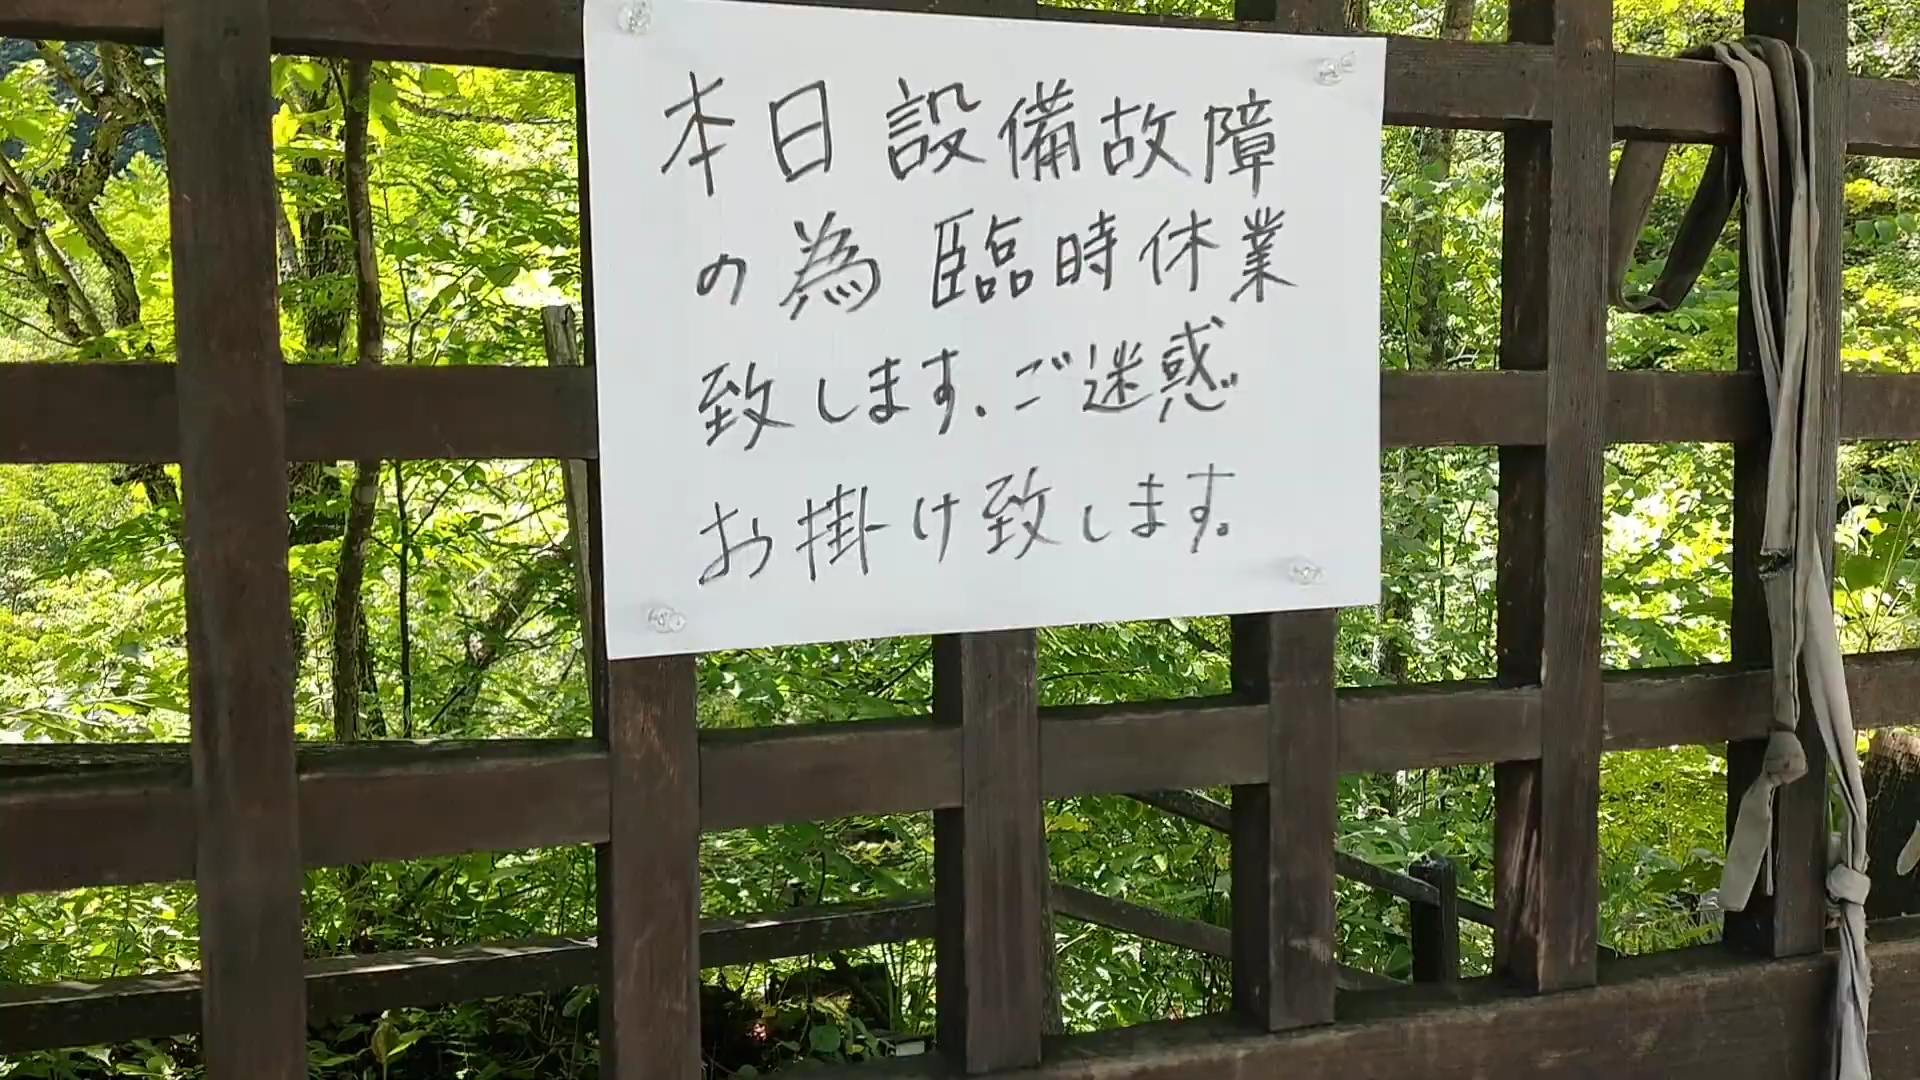 本日設備故障
の為臨時休業
致します、ご迷惑
お掛け致します。